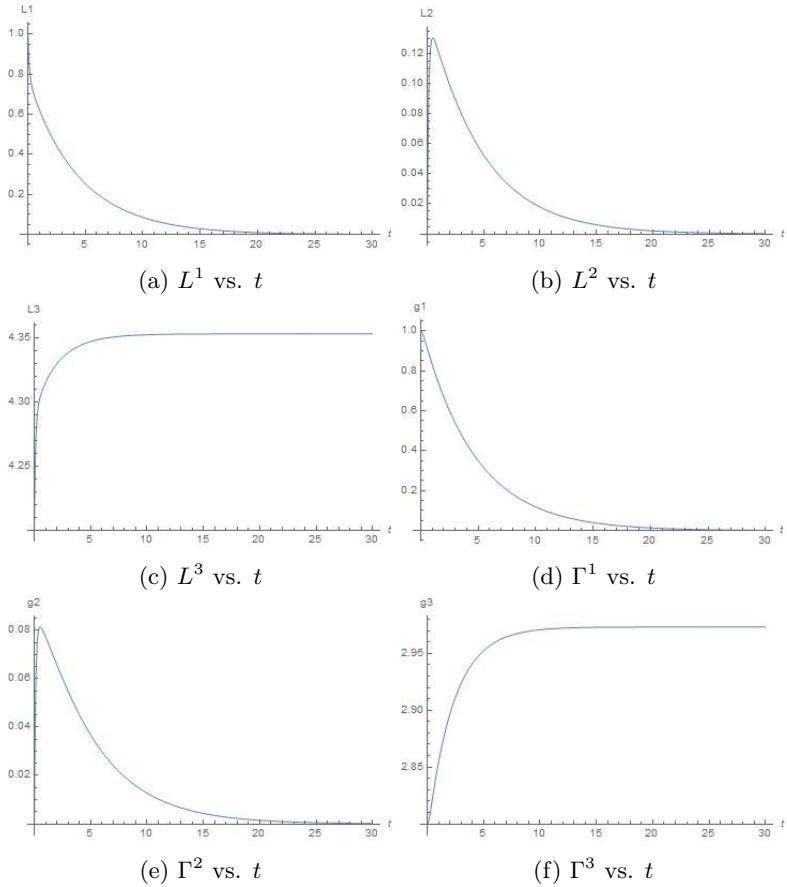 L1
1.0
0.8
0.6
0.4
0.2
5 10 15 20 25 30 t
(a) L¹ vs. t
L2
0.12
0.10
0.08
0.06
0.04
0.02
5 10 15 20 25 30 t
(b) L² vs. t
L3
4.35
4.30
4.25
5 10 15 20 25 30 t
(c) L³ vs. t
g1
1.0
0.8
0.6
0.4
0.2
5 10 15 20 25 30 t
(d) Γ¹ vs. t
g2
0.08
0.06
0.04
0.02
5 10 15 20 25 30 t
(e) Γ² vs. t
g3
2.95
2.90
2.85
5 10 15 20 25 30 t
(f) Γ³ vs. t